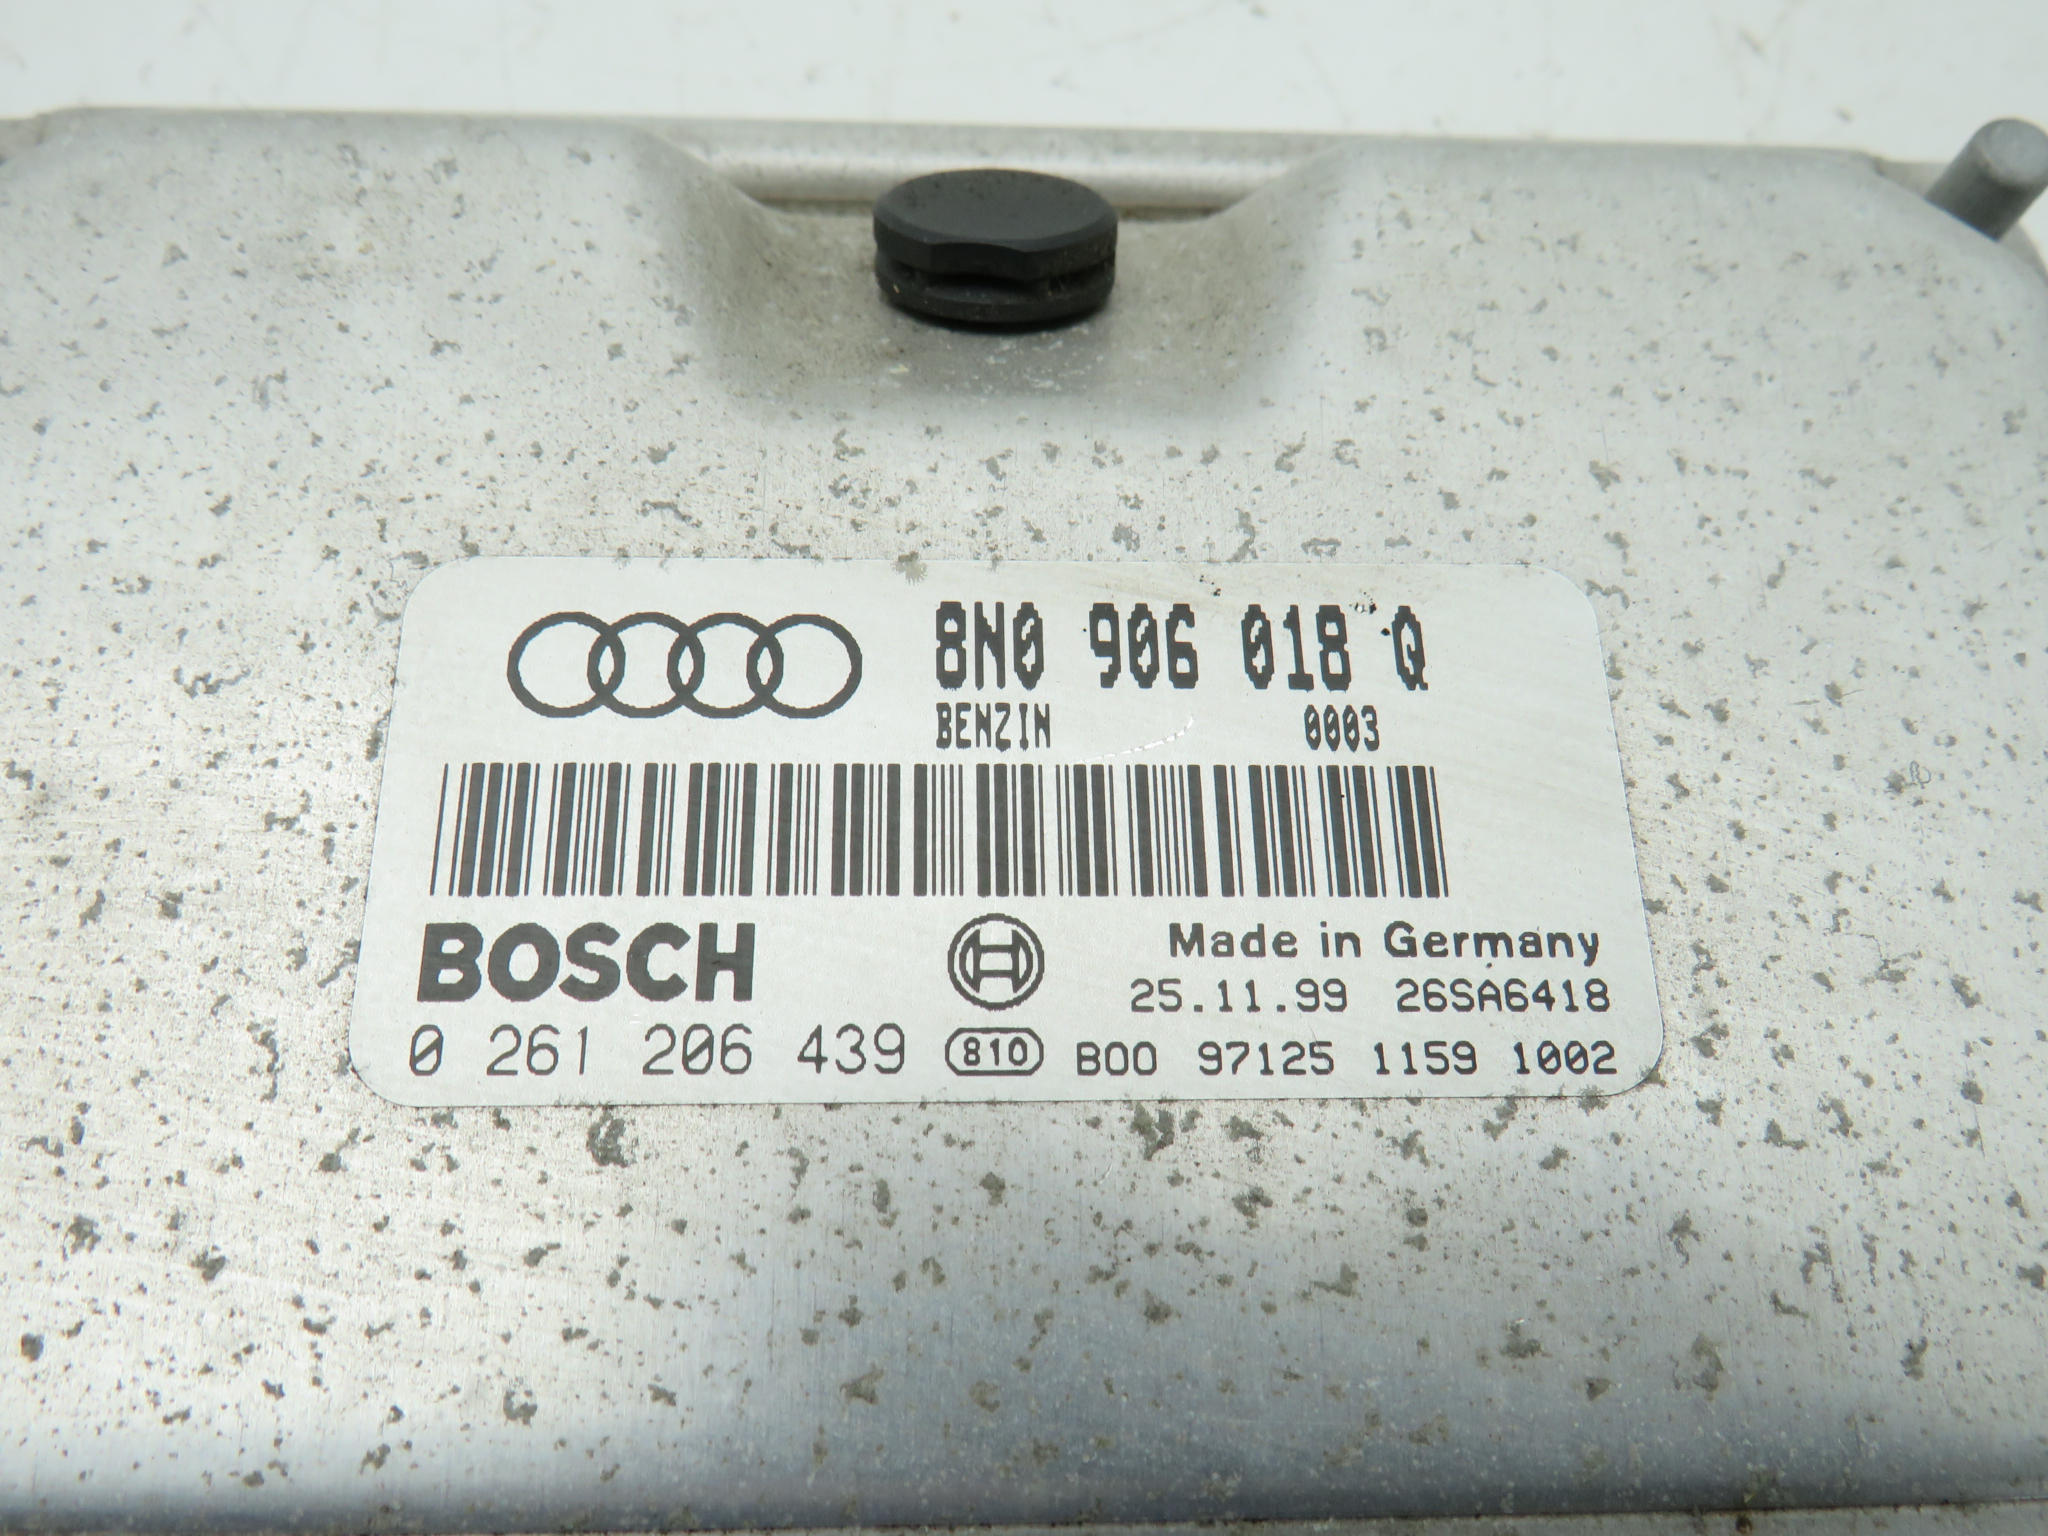 8N0 906 018 Q
BENZIN 0003
BOSCH
Made in Germany
25.11.99 26SA6418
0 261 206 439 810 B00 97125 1159 1002